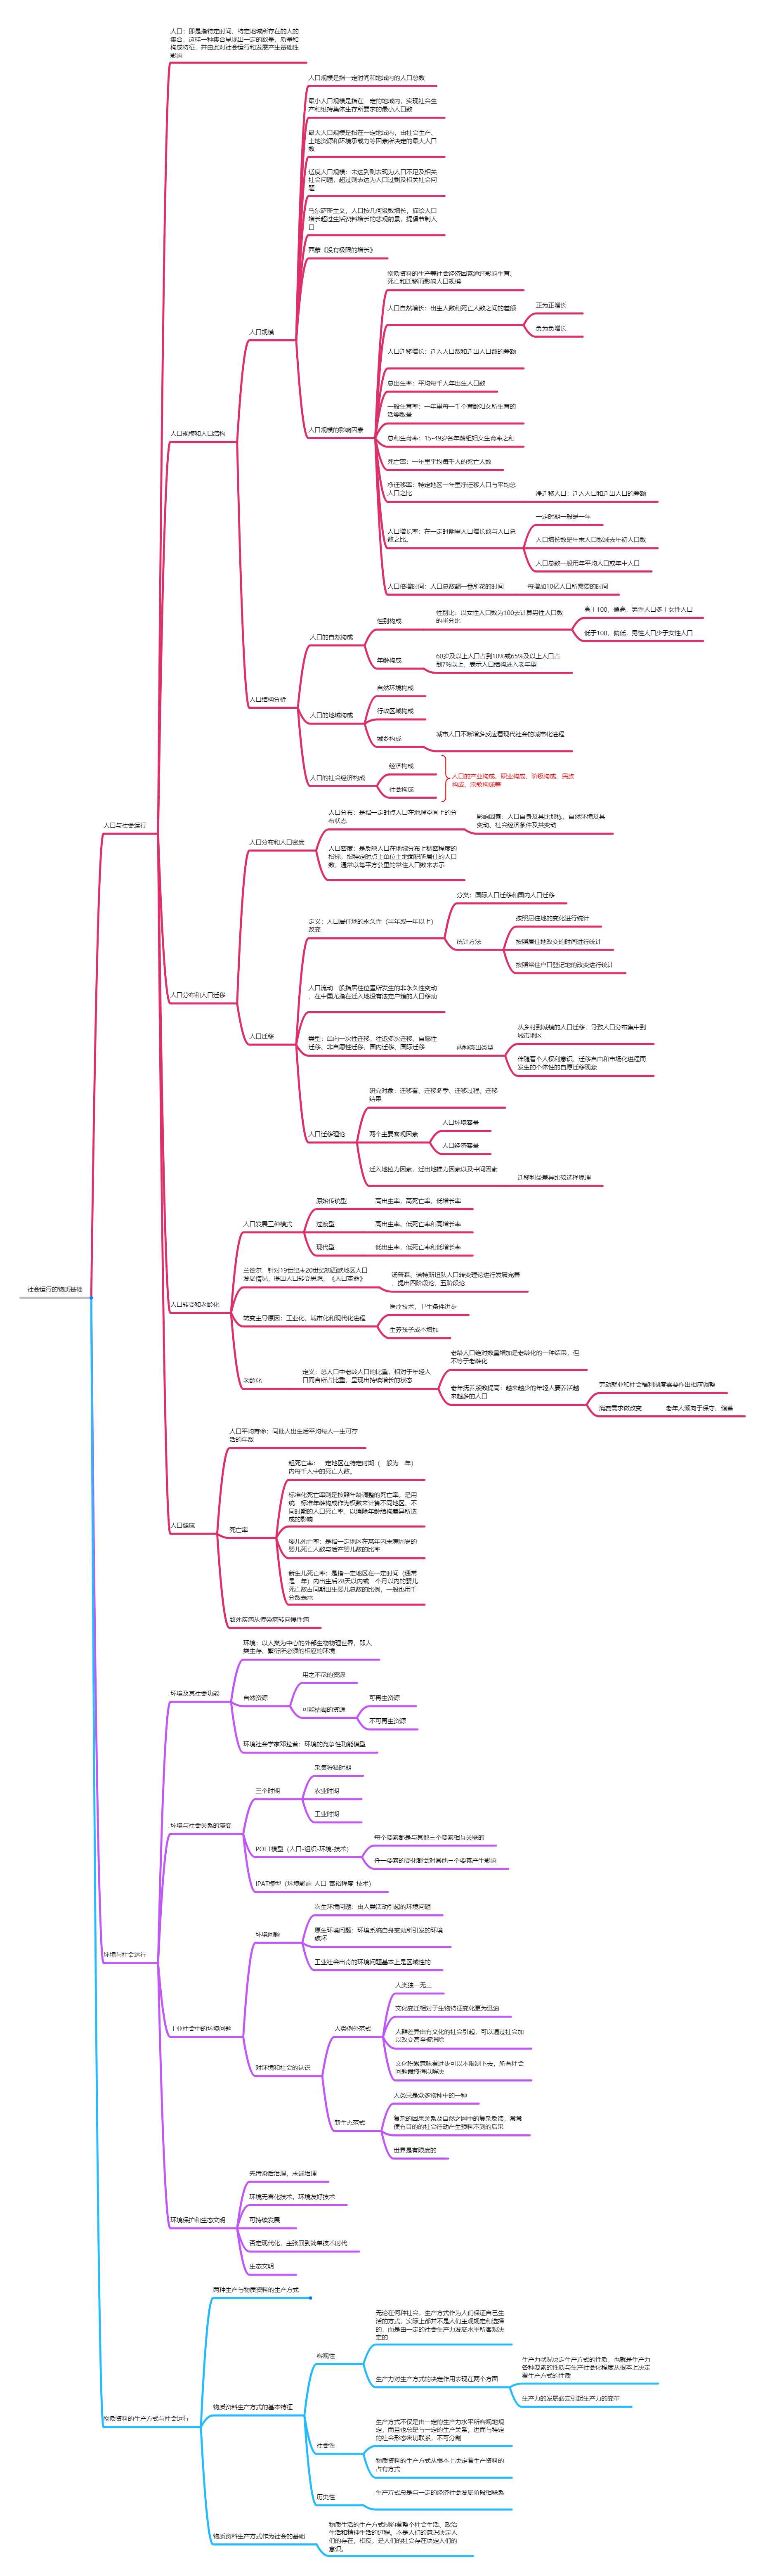 人口：即是指特定时间、特定地域所存在的人的
集合，这样一种集合呈现出一定的数量、质量和
构成特征，并由此对社会运行和发展产生基础性
影响
人口规模是指一定时间和地域内的人口总数
最小人口规模是指在一定的地域内，实现社会生
产和维持集体生存所要求的最小人口数
最大人口规模是指在一定地域内，由社会生产、
土地资源和环境承载力等因素所决定的最大人口
数
适度人口规模：未达到则表现为人口不足及相关
社会问题，超过则表达为人口过剩及相关社会问
题
马尔萨斯主义，人口按几何级数增长，描绘人口
增长超过生活资料增长的悲观前景，提倡节制人
口
西蒙《没有极限的增长》
物质资料的生产等社会经济因素通过影响生育、
死亡和迁移而影响人口规模
人口自然增长：出生人数和死亡人数之间的差额
正为正增长
负为负增长
人口规模
人口迁移增长：迁入人口数和迁出人口数的差额
总出生率：平均每千人年出生人口数
一般生育率：一年里每一千个育龄妇女所生育的
活婴数量
人口规模的影响因素
人口规模和人口结构
总和生育率：15-49岁各年龄组妇女生育率之和
死亡率：一年里平均每千人的死亡人数
净迁移率：特定地区一年里净迁移人口与平均总
人口之比
净迁移人口：迁入人口和迁出人口的差额
一定时期一般是一年
人口增长率：在一定时期里人口增长数与人口总
数之比。
人口增长数是年末人口数减去年初人口数
人口总数一般用年平均人口或年中人口
人口倍增时间：人口总数翻一番所花的时间
每增加10亿人口所需要的时间
性别构成
性别比：以女性人口数为100去计算男性人口数
的半分比
高于100，偏高，男性人口多于女性人口
低于100，偏低，男性人口少于女性人口
人口的自然构成
年龄构成
60岁及以上人口占到10%或65%及以上人口占
到7%以上，表示人口结构进入老年型
人口结构分析
自然环境构成
行政区域构成
人口的地域构成
城乡构成
城市人口不断增多反应着现代社会的城市化进程
经济构成
人口的社会经济构成
社会构成
人口的产业构成、职业构成、阶级构成、民族
构成、宗教构成等
人口与社会运行
人口分布：是指一定时点人口在地理空间上的分
布状态
影响因素：人口自身及其比那格、自然环境及其
变动、社会经济条件及其变动
人口分布和人口密度
人口密度：是反映人口在地域分布上稠密程度的
指标，指特定时点上单位土地面积所居住的人口
数，通常以每平方公里的常住人口数来表示
分类：国际人口迁移和国内人口迁移
定义：人口居住地的永久性（半年或一年以上）
改变
按照居住地的变化进行统计
统计方法
按照居住地改变的时间进行统计
按照常住户口登记地的改变进行统计
人口分布和人口迁移
人口流动一般指居住位置所发生的非永久性变动
，在中国尤指在迁入地没有法定户籍的人口移动
人口迁移
类型：单向一次性迁移、往返多次迁移、自愿性
迁移、非自愿性迁移、国内迁移、国际迁移
两种突出类型
从乡村到城镇的人口迁移，导致人口分布集中到
城市地区
伴随着个人权利意识、迁移自由和市场化进程而
发生的个体性的自愿迁移现象
研究对象：迁移着、迁移冬季、迁移过程、迁移
结果
人口迁移理论
两个主要客观因素
人口环境容量
人口经济容量
迁入地拉力因素，迁出地推力因素以及中间因素
迁移利益差异比较选择原理
人口发展三种模式
原始传统型
高出生率，高死亡率，低增长率
过渡型
高出生率，低死亡率和高增长率
现代型
低出生率，低死亡率和低增长率
社会运行的物质基础
兰德尔，针对19世纪末20世纪初西欧地区人口
发展情况，提出人口转变思想，《人口革命》
汤普森、诺特斯坦队人口转变理论进行发展完善
，提出四阶段论，五阶段论
人口转变和老龄化
转变主导原因：工业化、城市化和现代化进程
医疗技术、卫生条件进步
生养孩子成本增加
老龄化
定义：总人口中老龄人口的比重，相对于年轻人
口而言所占比重，呈现出持续增长的状态
老龄人口绝对数量增加是老龄化的一种结果，但
不等于老龄化
老年抚养系数提高：越来越少的年轻人要养活越
来越多的人口
劳动就业和社会福利制度需要作出相应调整
消费需求做改变
老年人倾向于保守，储蓄
人口平均寿命：同批人出生后平均每人一生可存
活的年数
粗死亡率：一定地区在特定时期（一般为一年）
内每千人中的死亡人数。
标准化死亡率则是按照年龄调整的死亡率，是用
统一标准年龄构成作为权数来计算不同地区、不
同时期的人口死亡率，以消除年龄结构差异所造
成的影响
人口健康
死亡率
婴儿死亡率：是指一定地区在某年内未满周岁的
婴儿死亡人数与活产婴儿数的比率
新生儿死亡率：是指一定地区在一定时间（通常
是一年）内出生后28天以内或一个月以内的婴儿
死亡数占同期出生婴儿总数的比例，一般也用千
分数表示
致死疾病从传染病转向慢性病
环境：以人类为中心的外部生物物理世界，即人
类生存、繁衍所必须的相应的环境
环境及其社会功能
自然资源
用之不尽的资源
可能枯竭的资源
可再生资源
不可再生资源
环境社会学家邓拉普：环境的竞争性功能模型
三个时期
采集狩猎时期
农业时期
工业时期
环境与社会关系的演变
POET模型（人口-组织-环境-技术）
每个要素都是与其他三个要素相互关联的
任一要素的变化都会对其他三个要素产生影响
IPAT模型（环境影响-人口-富裕程度-技术）
环境与社会运行
环境问题
次生环境问题：由人类活动引起的环境问题
原生环境问题：环境系统自身变动所引发的环境
破坏
工业社会出奇的环境问题基本上是区域性的
工业社会中的环境问题
人类独一无二
文化变迁相对于生物特征变化更为迅速
人类例外范式
人群差异由有文化的社会引起，可以通过社会加
以改变甚至被消除
对环境和社会的认识
文化积累意味着进步可以不限制下去，所有社会
问题最终得以解决
人类只是众多物种中的一种
新生态范式
复杂的因果关系及自然之网中的复杂反馈，常常
使有目的的社会行动产生预料不到的后果
世界是有限度的
先污染后治理，末端治理
环境无害化技术、环境友好技术
环境保护和生态文明
可持续发展
否定现代化，主张回到简单技术时代
生态文明
两种生产与物质资料的生产方式
无论在何种社会，生产方式作为人们保证自己生
活的方式，实际上都并不是人们主观规定和选择
的，而是由一定的社会生产力发展水平所客观决
定的
客观性
生产力对生产方式的决定作用表现在两个方面
生产力状况决定生产方式的性质，也就是生产力
各种要素的性质与生产社会化程度从根本上决定
着生产方式的性质
生产力的发展必定引起生产力的变革
物质资料生产方式的基本特征
物质资料的生产方式与社会运行
生产方式不仅是由一定的生产力水平所客观地规
定，而且也总是与一定的生产关系，进而与特定
的社会形态密切联系，不可分割
社会性
物质资料的生产方式从根本上决定着生产资料的
占有方式
历史性
生产方式总是与一定的经济社会发展阶段相联系
物质资料生产方式作为社会的基础
物质生活的生产方式制约着整个社会生活、政治
生活和精神生活的过程。不是人们的意识决定人
们的存在，相反，是人们的社会存在决定人们的
意识。